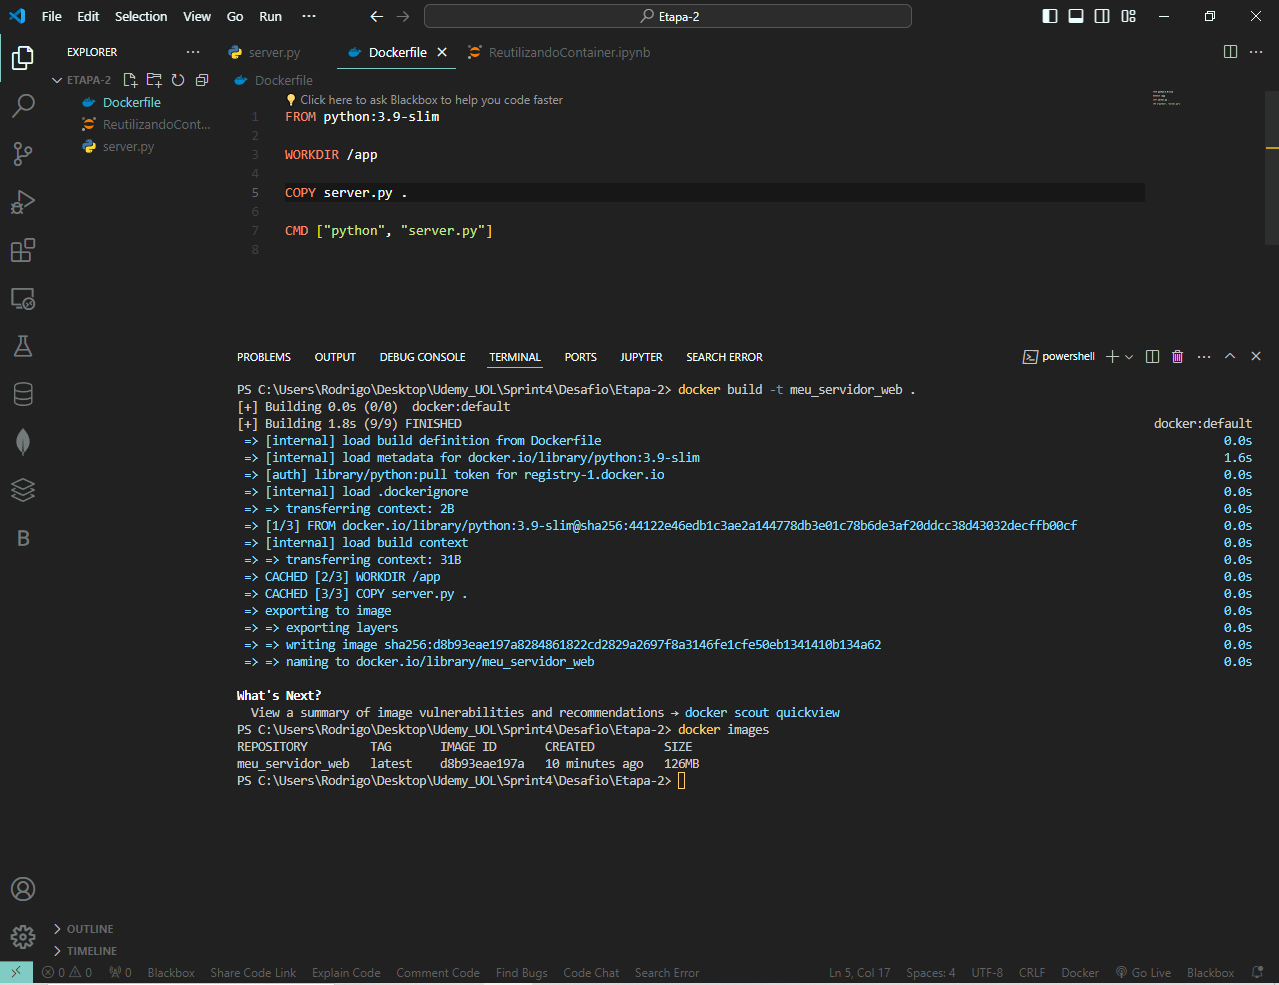 File Edit Selection View Go Run ··· Etapa-2
EXPLORER ···
ETAPA-2
Dockerfile
ReutilizandoCont...
server.py
server.py Dockerfile ReutilizandoContainer.ipynb
Dockerfile
Click here to ask Blackbox to help you code faster
1 FROM python:3.9-slim
2
3 WORKDIR /app
4
5 COPY server.py .
6
7 CMD ["python", "server.py"]
8
PROBLEMS OUTPUT DEBUG CONSOLE TERMINAL PORTS JUPYTER SEARCH ERROR powershell
PS C:\Users\Rodrigo\Desktop\Udemy_UOL\Sprint4\Desafio\Etapa-2> docker build -t meu_servidor_web .
[+] Building 0.0s (0/0) docker:default
[+] Building 1.8s (9/9) FINISHED docker:default
=> [internal] load build definition from Dockerfile 0.0s
=> [internal] load metadata for docker.io/library/python:3.9-slim 1.6s
=> [auth] library/python:pull token for registry-1.docker.io 0.0s
=> [internal] load .dockerignore 0.0s
=> => transferring context: 2B 0.0s
=> [1/3] FROM docker.io/library/python:3.9-slim@sha256:44122e46edb1c3ae2a144778db3e01c78b6de3af20ddcc38d43032decffb00cf 0.0s
=> [internal] load build context 0.0s
=> => transferring context: 31B 0.0s
=> CACHED [2/3] WORKDIR /app 0.0s
=> CACHED [3/3] COPY server.py . 0.0s
=> exporting to image 0.0s
=> => exporting layers 0.0s
=> => writing image sha256:d8b93eae197a8284861822cd2829a2697f8a3146fe1cfe50eb1341410b134a62 0.0s
=> => naming to docker.io/library/meu_servidor_web 0.0s
What's Next?
View a summary of image vulnerabilities and recommendations → docker scout quickview
PS C:\Users\Rodrigo\Desktop\Udemy_UOL\Sprint4\Desafio\Etapa-2> docker images
REPOSITORY TAG IMAGE ID CREATED SIZE
meu_servidor_web latest d8b93eae197a 10 minutes ago 126MB
PS C:\Users\Rodrigo\Desktop\Udemy_UOL\Sprint4\Desafio\Etapa-2>
B
OUTLINE
TIMELINE
0 0 0 Blackbox Share Code Link Explain Code Comment Code Find Bugs Code Chat Search Error Ln 5, Col 17 Spaces: 4 UTF-8 CRLF Docker Go Live Blackbox